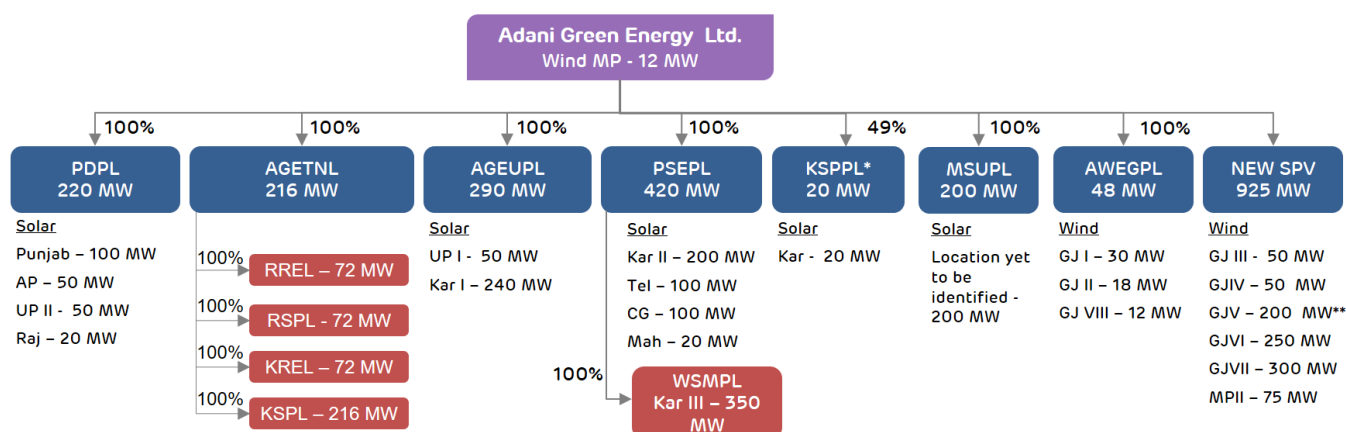 Adani Green Energy Ltd.
Wind MP - 12 MW
100%
100%
100%
100%
49%
100%
100%
PDPL
220 MW
AGETNL
216 MW
AGEUPL
290 MW
PSEPL
420 MW
KSPPL*
20 MW
MSUPL
200 MW
AWEGPL
48 MW
NEW SPV
925 MW
Solar
Punjab – 100 MW
AP – 50 MW
UP II - 50 MW
Raj – 20 MW
100%
RREL – 72 MW
100%
RSPL - 72 MW
100%
KREL – 72 MW
100%
KSPL – 216 MW
Solar
UP I - 50 MW
Kar I – 240 MW
Solar
Kar II – 200 MW
Tel – 100 MW
CG – 100 MW
Mah – 20 MW
100%
WSMPL
Kar III – 350
MW
Solar
Kar - 20 MW
Solar
Location yet
to be
identified -
200 MW
Wind
GJ I – 30 MW
GJ II – 18 MW
GJ VIII – 12 MW
Wind
GJ III - 50 MW
GJIV – 50 MW
GJV – 200 MW**
GJVI – 250 MW
GJVII – 300 MW
MPII – 75 MW